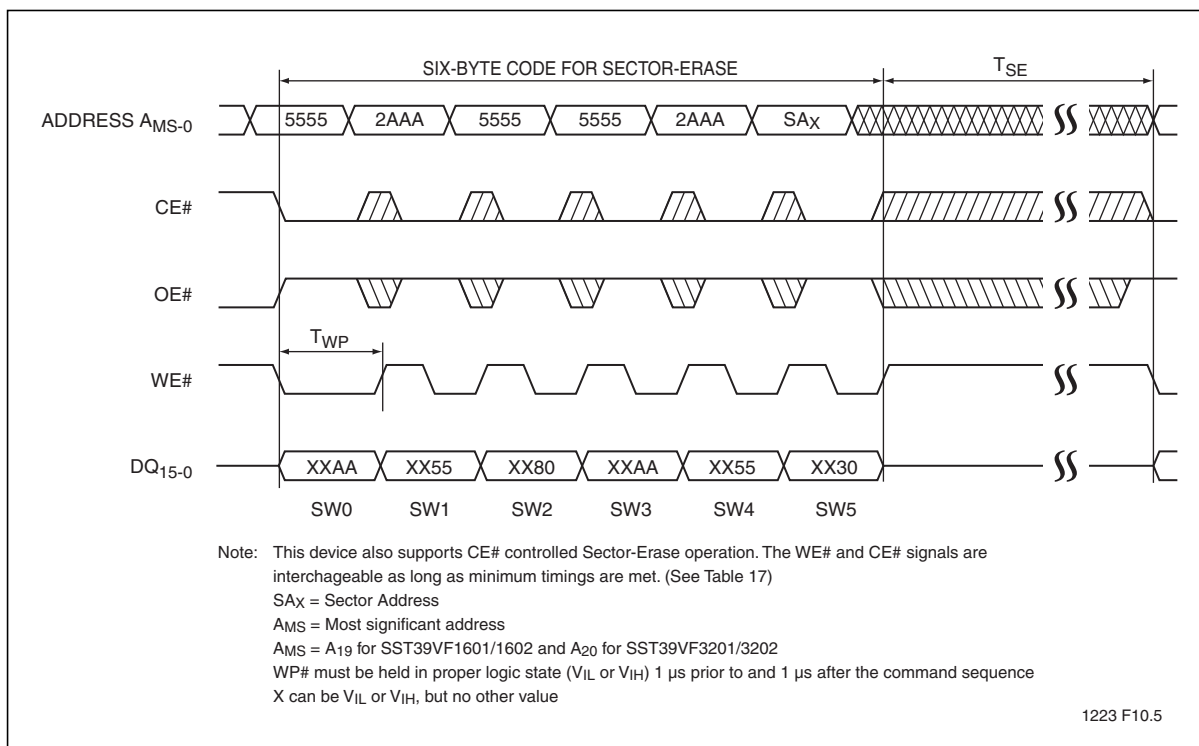 SIX-BYTE CODE FOR SECTOR-ERASE
TSE
ADDRESS AMS-0
5555 2AAA 5555 5555 2AAA SAX
CE#
OE#
TWP
WE#
DQ15-0
XXAA XX55 XX80 XXAA XX55 XX30
SW0 SW1 SW2 SW3 SW4 SW5
Note: This device also supports CE# controlled Sector-Erase operation. The WE# and CE# signals are
interchageable as long as minimum timings are met. (See Table 17)
SAX = Sector Address
AMS = Most significant address
AMS = A19 for SST39VF1601/1602 and A20 for SST39VF3201/3202
WP# must be held in proper logic state (VIL or VIH) 1 µs prior to and 1 µs after the command sequence
X can be VIL or VIH, but no other value
1223 F10.5